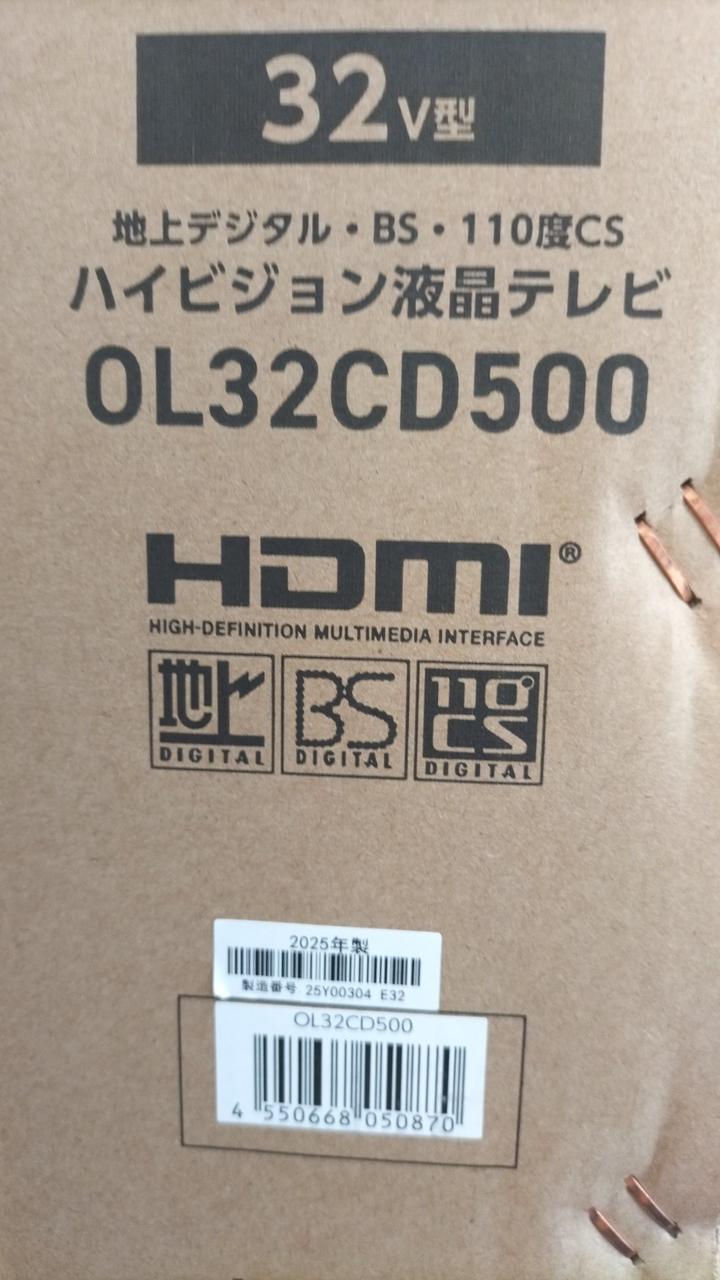 32V型
地上デジタル・BS・110度CS
ハイビジョン液晶テレビ
OL32CD500
HDMI®
HIGH-DEFINITION MULTIMEDIA INTERFACE
地上 BS 110°CS
DIGITAL DIGITAL DIGITAL
2025年製
製造番号 25Y00304 E32
OL32CD500
4 550668 050870